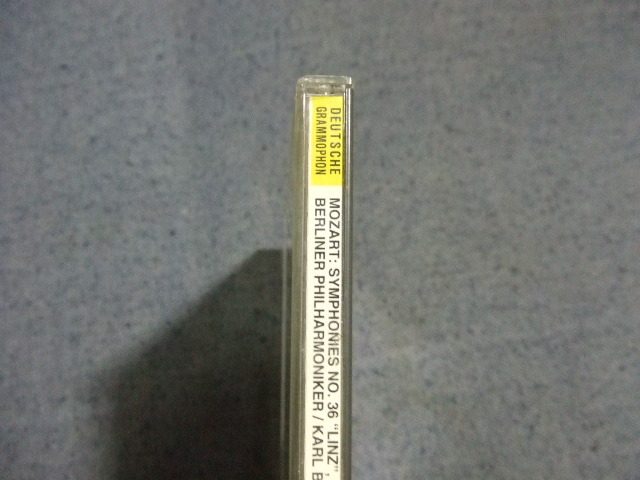 DEUTSCHE
GRAMMOPHON
MOZART: SYMPHONIES NO. 36 "LINZ",
BERLINER PHILHARMONIKER / KARL B